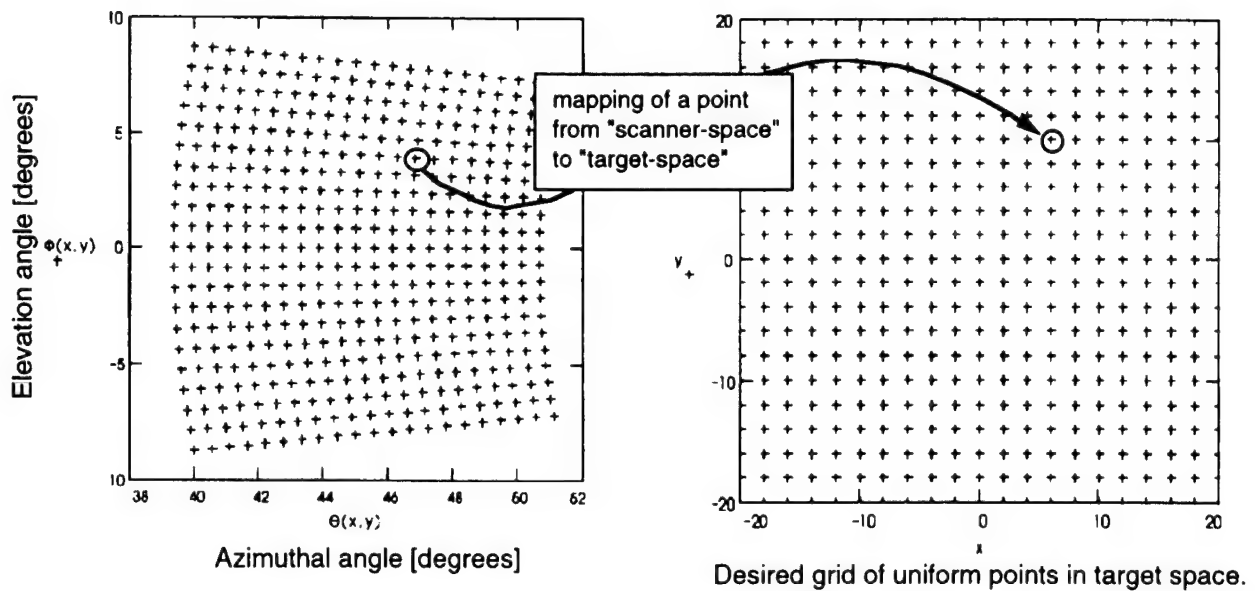 10
5
0
-5
10
Elevation angle [degrees]
Φ(x,y)
+
38 40 42 44 46 48 50 52
θ(x,y)
Azimuthal angle [degrees]
mapping of a point
from "scanner-space"
to "target-space"
20
10
0
-10
-20
y
+
-20 -10 0 10 20
x
Desired grid of uniform points in target space.